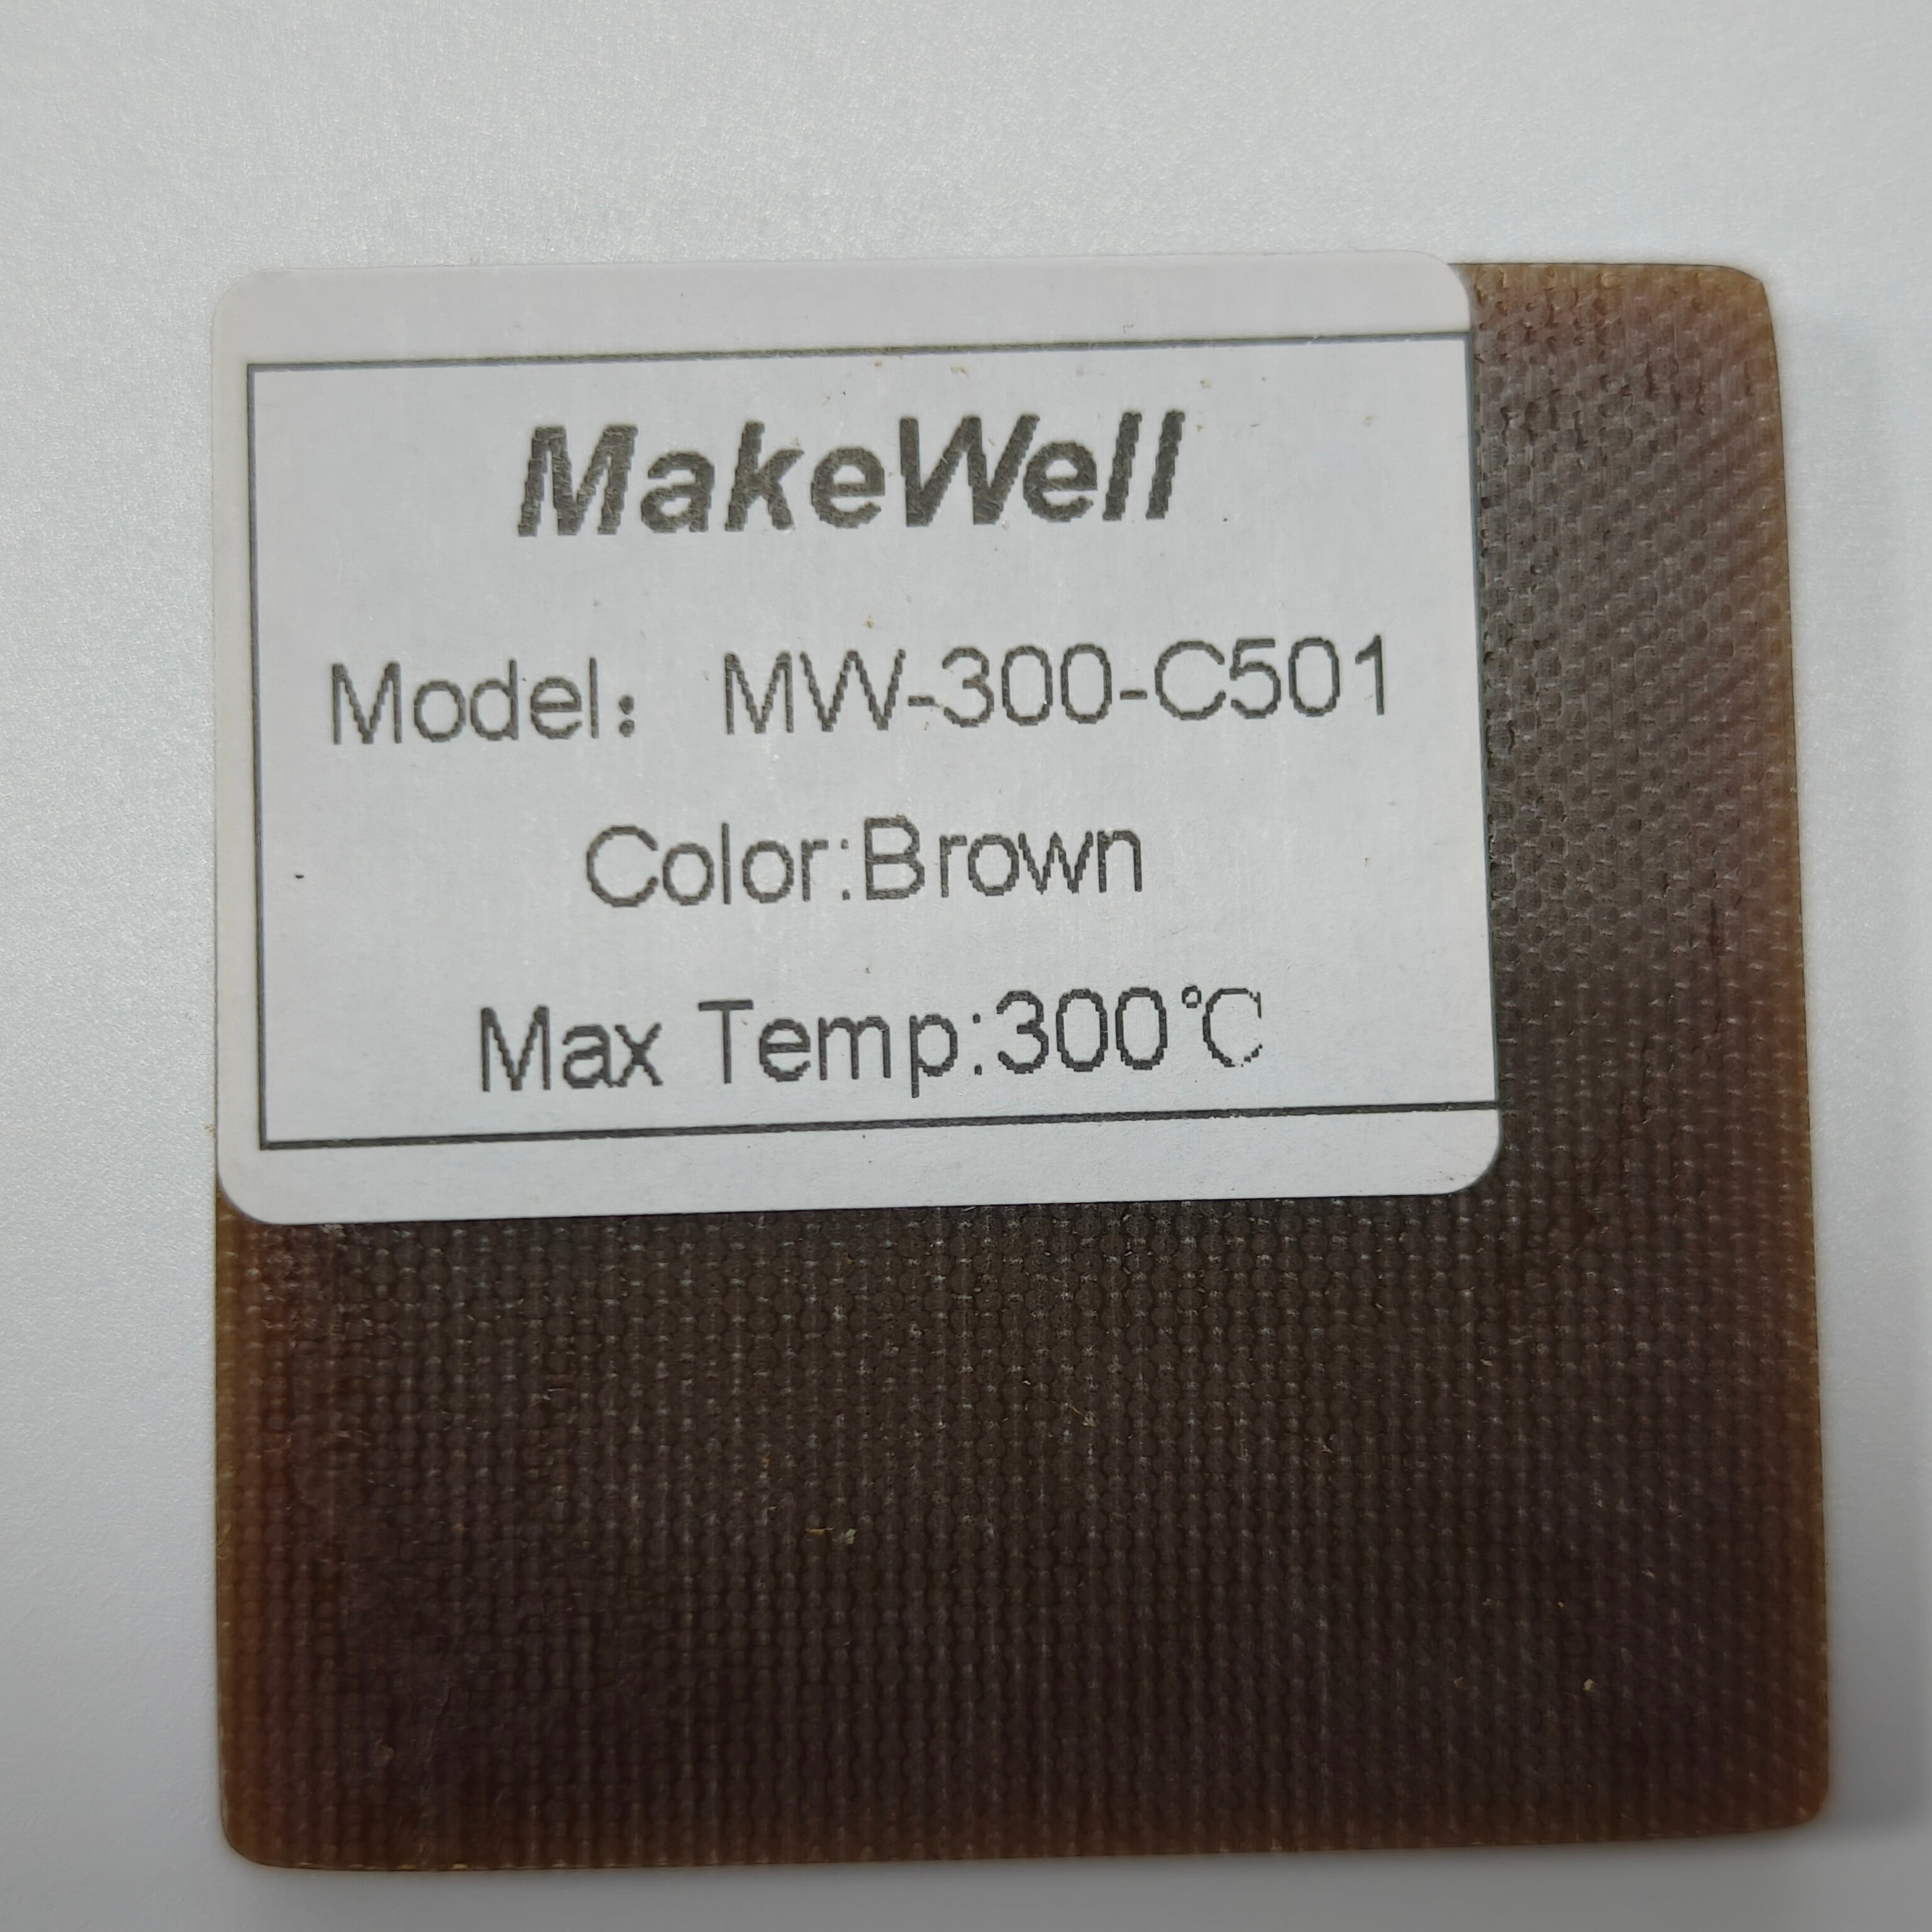 MakeWell
Model： MW-300-C501
Color:Brown
Max Temp:300℃